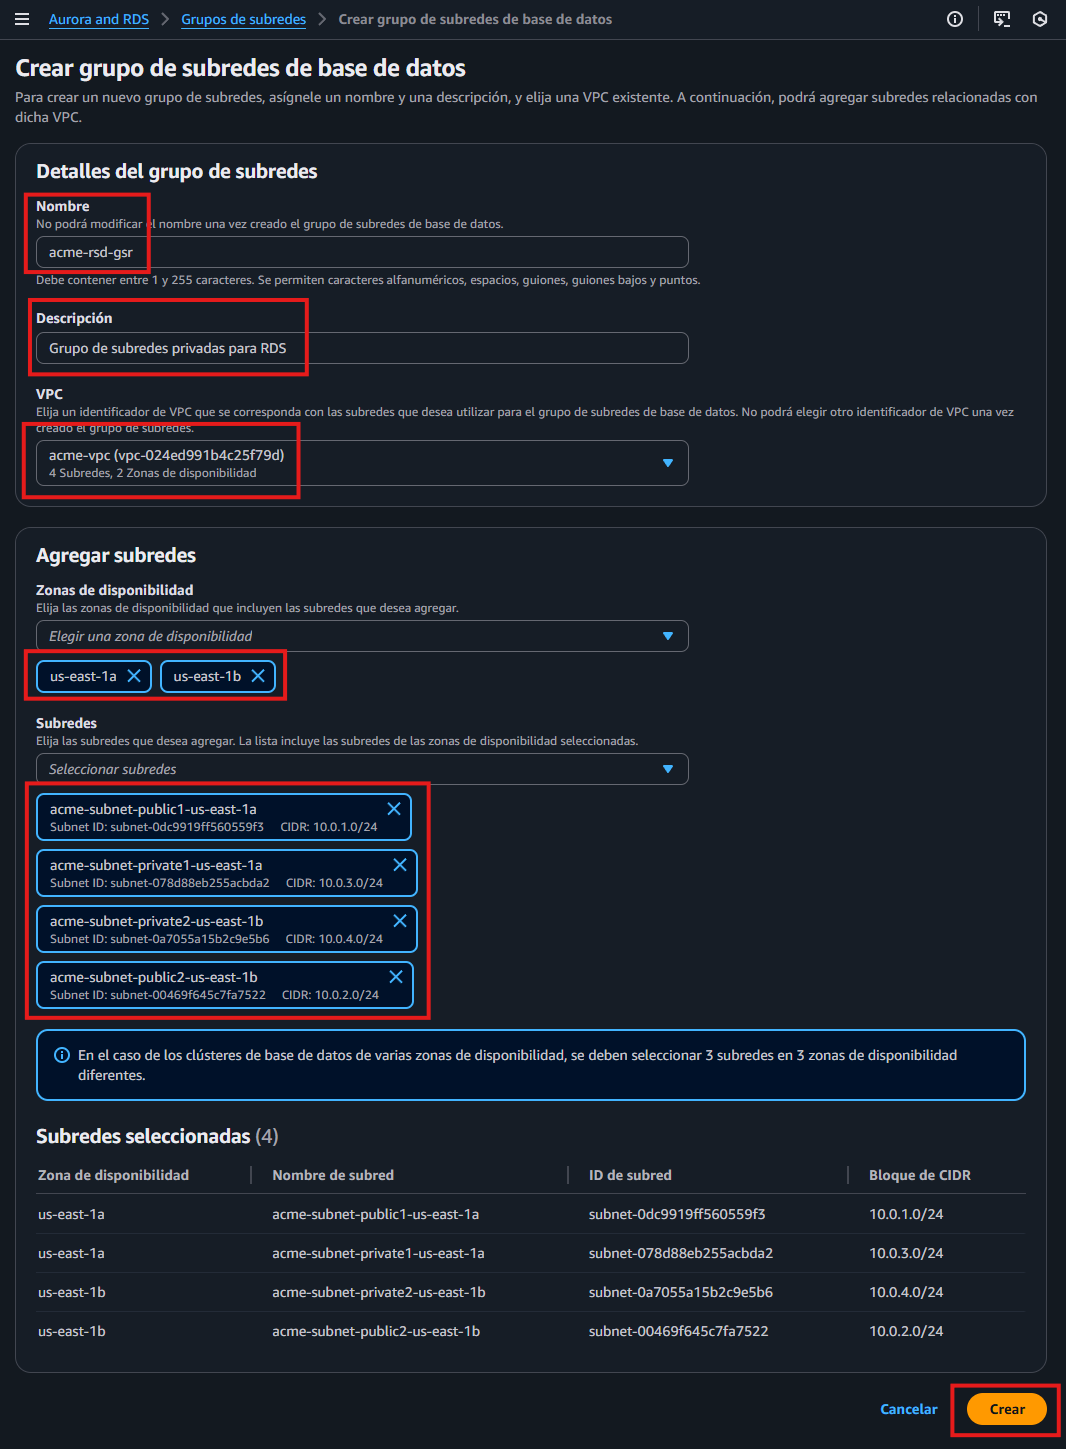 Aurora and RDS > Grupos de subredes > Crear grupo de subredes de base de datos
Crear grupo de subredes de base de datos
Para crear un nuevo grupo de subredes, asígnele un nombre y una descripción, y elija una VPC existente. A continuación, podrá agregar subredes relacionadas con
dicha VPC.
Detalles del grupo de subredes
Nombre
No podrá modificar el nombre una vez creado el grupo de subredes de base de datos.
acme-rsd-gsr
Debe contener entre 1 y 255 caracteres. Se permiten caracteres alfanuméricos, espacios, guiones, guiones bajos y puntos.
Descripción
Grupo de subredes privadas para RDS
VPC
Elija un identificador de VPC que se corresponda con las subredes que desea utilizar para el grupo de subredes de base de datos. No podrá elegir otro identificador de VPC una vez
creado el grupo de subredes.
acme-vpc (vpc-024ed991b4c25f79d)
4 Subredes, 2 Zonas de disponibilidad
Agregar subredes
Zonas de disponibilidad
Elija las zonas de disponibilidad que incluyen las subredes que desea agregar.
Elegir una zona de disponibilidad
us-east-1a us-east-1b
Subredes
Elija las subredes que desea agregar. La lista incluye las subredes de las zonas de disponibilidad seleccionadas.
Seleccionar subredes
acme-subnet-public1-us-east-1a
Subnet ID: subnet-0dc9919ff560559f3 CIDR: 10.0.1.0/24
acme-subnet-private1-us-east-1a
Subnet ID: subnet-078d88eb255acbda2 CIDR: 10.0.3.0/24
acme-subnet-private2-us-east-1b
Subnet ID: subnet-0a7055a15b2c9e5b6 CIDR: 10.0.4.0/24
acme-subnet-public2-us-east-1b
Subnet ID: subnet-00469f645c7fa7522 CIDR: 10.0.2.0/24
En el caso de los clústeres de base de datos de varias zonas de disponibilidad, se deben seleccionar 3 subredes en 3 zonas de disponibilidad
diferentes.
Subredes seleccionadas (4)
Zona de disponibilidad Nombre de subred ID de subred Bloque de CIDR
us-east-1a acme-subnet-public1-us-east-1a subnet-0dc9919ff560559f3 10.0.1.0/24
us-east-1a acme-subnet-private1-us-east-1a subnet-078d88eb255acbda2 10.0.3.0/24
us-east-1b acme-subnet-private2-us-east-1b subnet-0a7055a15b2c9e5b6 10.0.4.0/24
us-east-1b acme-subnet-public2-us-east-1b subnet-00469f645c7fa7522 10.0.2.0/24
Cancelar Crear